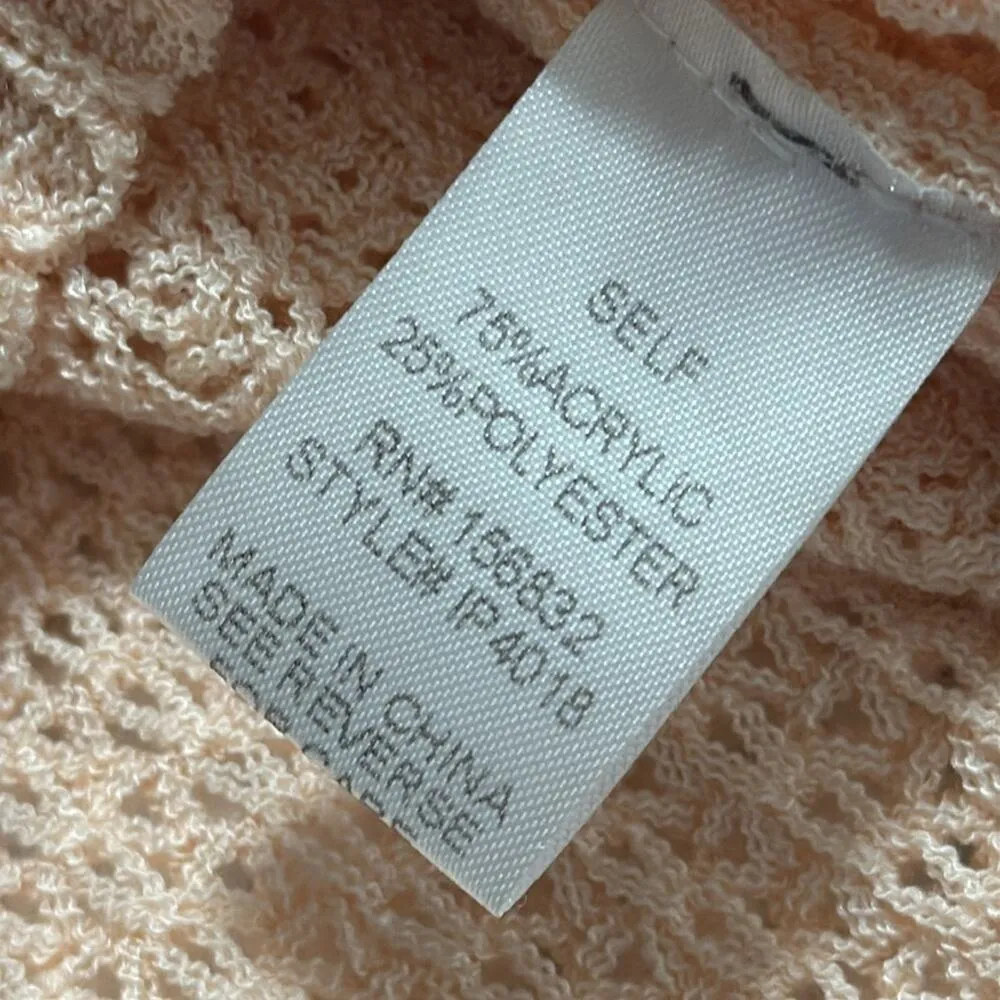 SELF
75%ACRYLIC
25%POLYESTER
RN# 156832
STYLE# IP4018
MADE IN CHINA
SEE REVERSE